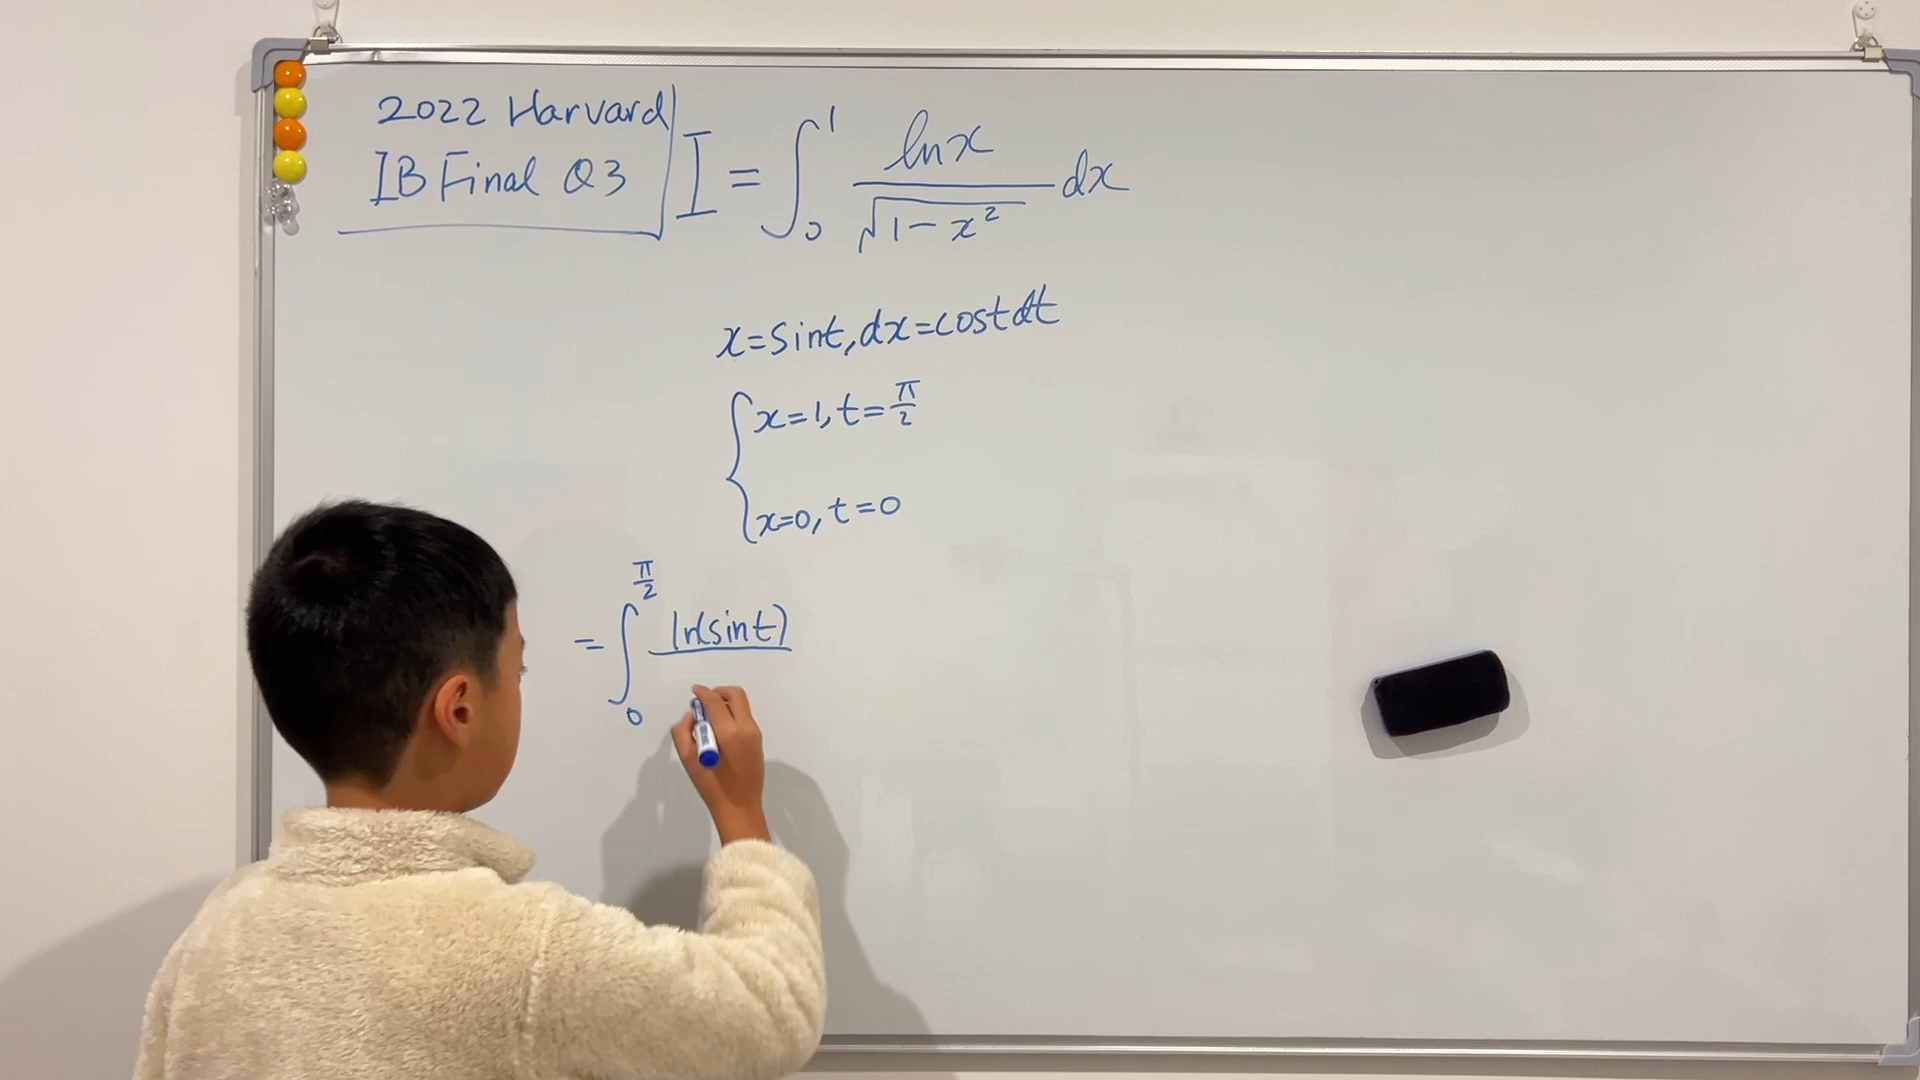 2022 Harvard
IB Final Q3
I = ∫₀¹ lnx / √(1-x²) dx
x=sint, dx=costdt
x=1, t=π/2
x=0, t=0
= ∫₀^(π/2) ln(sint)